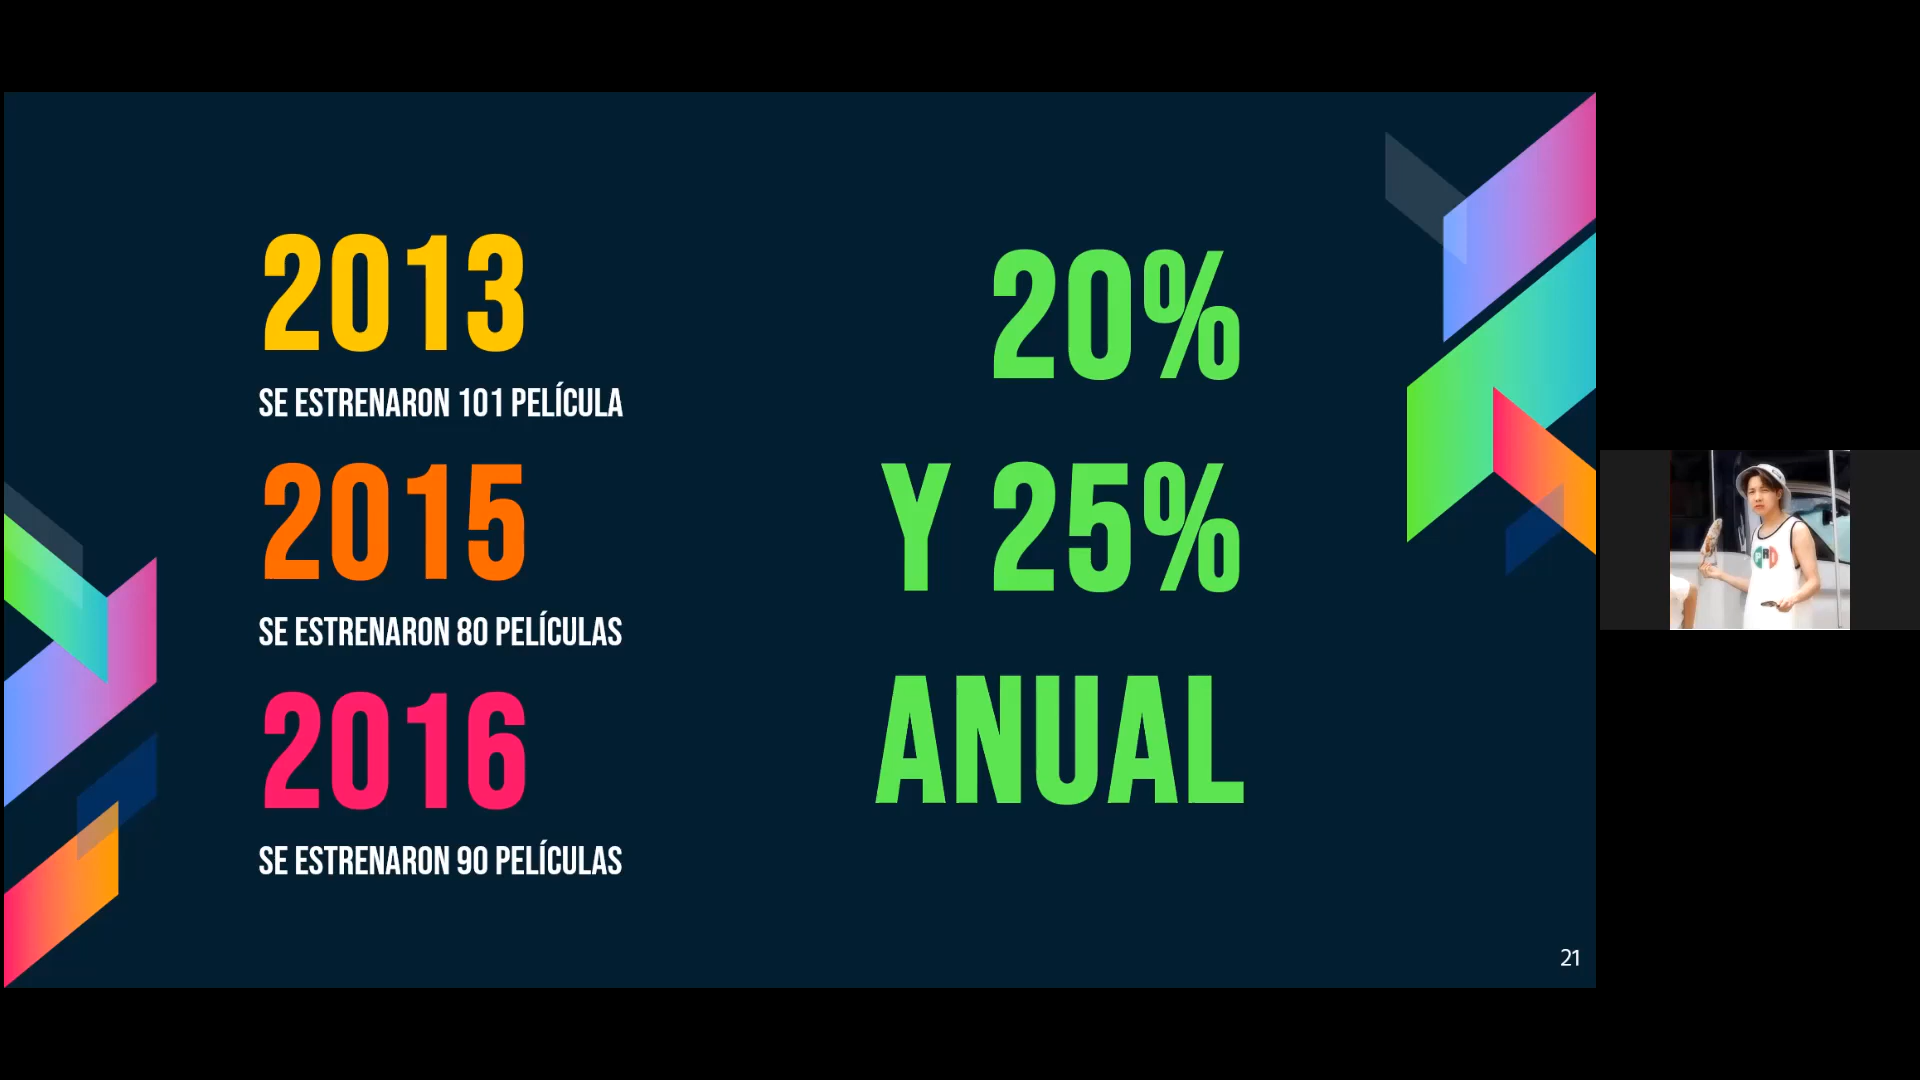 2013
SE ESTRENARON 101 PELÍCULA
2015
SE ESTRENARON 80 PELÍCULAS
2016
SE ESTRENARON 90 PELÍCULAS
20%
Y 25%
ANUAL
21
PRD